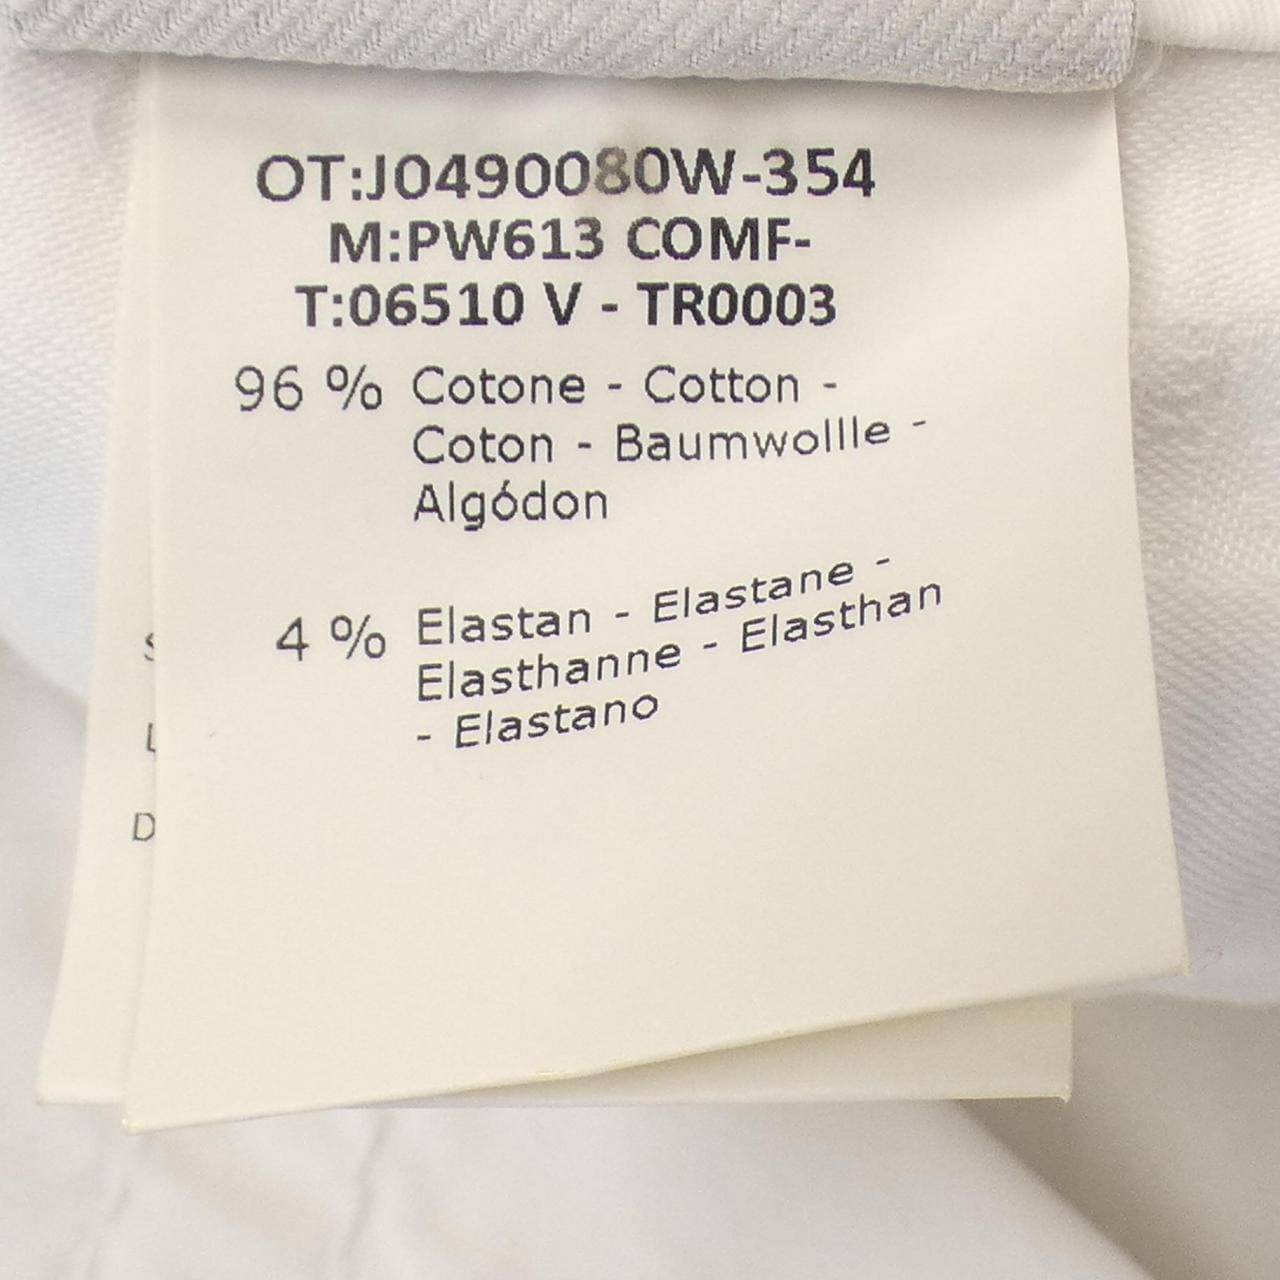 OT:J0490080W-354
M:PW613 COMF-
T:06510 V - TR0003
96 % Cotone - Cotton -
Coton - Baumwollle -
Algódon
4 % Elastan - Elastane -
Elasthanne - Elasthan
- Elastano